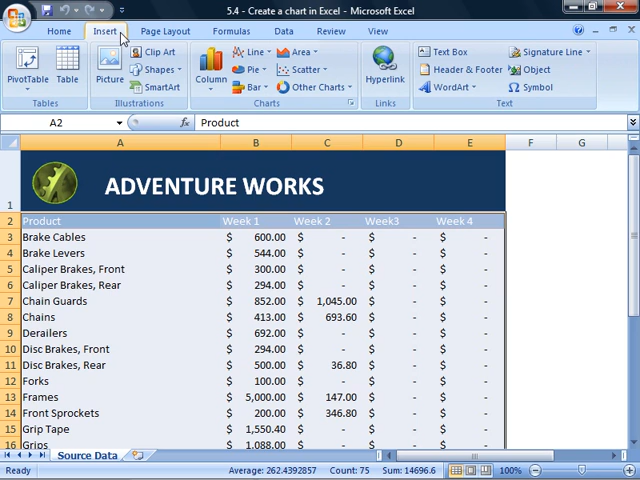 5.4 - Create a chart in Excel - Microsoft Excel
Home Insert Page Layout Formulas Data Review View
PivotTable Table Picture Clip Art Shapes SmartArt Column Line Pie Bar Area Scatter Other Charts Hyperlink Text Box Header & Footer WordArt Signature Line Object Symbol
Tables Illustrations Charts Links Text
A2 fx Product
A B C D E F G
1 ADVENTURE WORKS
2 Product Week 1 Week 2 Week3 Week 4
3 Brake Cables $ 600.00 $ - $ - $ -
4 Brake Levers $ 544.00 $ - $ - $ -
5 Caliper Brakes, Front $ 300.00 $ - $ - $ -
6 Caliper Brakes, Rear $ 294.00 $ - $ - $ -
7 Chain Guards $ 852.00 $ 1,045.00 $ - $ -
8 Chains $ 413.00 $ 693.60 $ - $ -
9 Derailers $ 692.00 $ - $ - $ -
10 Disc Brakes, Front $ 294.00 $ - $ - $ -
11 Disc Brakes, Rear $ 500.00 $ 36.80 $ - $ -
12 Forks $ 100.00 $ - $ - $ -
13 Frames $ 5,000.00 $ 147.00 $ - $ -
14 Front Sprockets $ 200.00 $ 346.80 $ - $ -
15 Grip Tape $ 1,550.40 $ - $ - $ -
16 Grips $ 1,088.00 $ - $ - $ -
Source Data
Ready Average: 262.4392857 Count: 75 Sum: 14696.6 100%